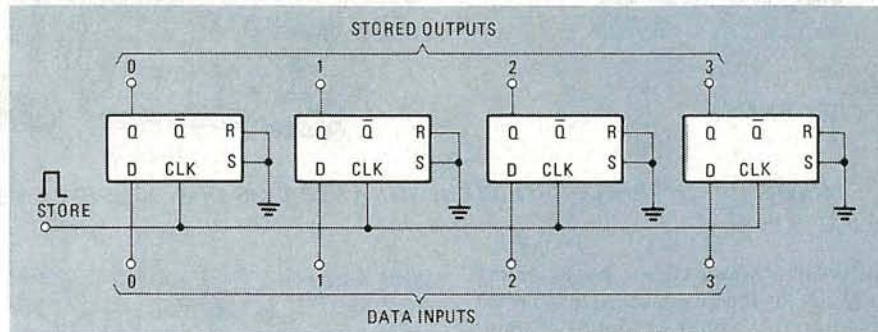 STORED OUTPUTS
0 1 2 3
Q Q̅ R Q Q̅ R Q Q̅ R Q Q̅ R
S S S S
D CLK D CLK D CLK D CLK
STORE
0 1 2 3
DATA INPUTS